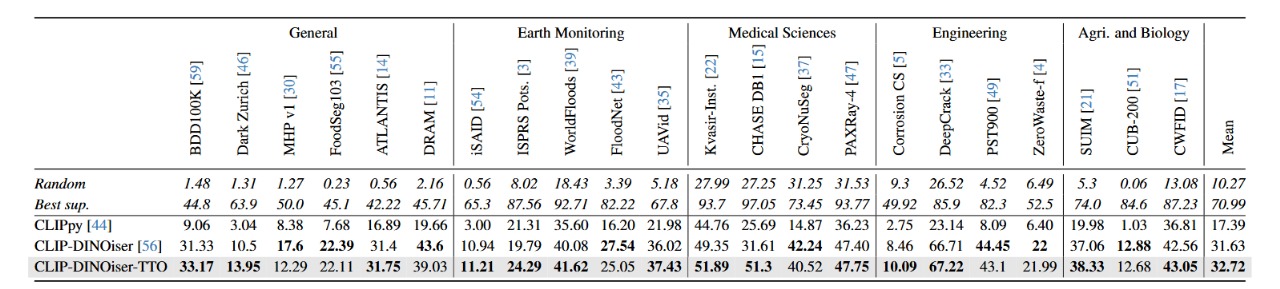 General Earth Monitoring Medical Sciences Engineering Agri. and Biology
BDD100K [59] Dark Zurich [46] MHP v1 [30] FoodSeg103 [55] ATLANTIS [14] DRAM [11] iSAID [54] ISPRS Pots. [3] WorldFloods [39] FloodNet [43] UAVid [35] Kvasir-Inst. [22] CHASE DB1 [15] CryoNuSeg [37] PAXRay-4 [47] Corrosion CS [5] DeepCrack [33] PST900 [49] ZeroWaste-f [4] SUIM [21] CUB-200 [51] CWFID [17] Mean
Random 1.48 1.31 1.27 0.23 0.56 2.16 0.56 8.02 18.43 3.39 5.18 27.99 27.25 31.25 31.53 9.3 26.52 4.52 6.49 5.3 0.06 13.08 10.27
Best sup. 44.8 63.9 50.0 45.1 42.22 45.71 65.3 87.56 92.71 82.22 67.8 93.7 97.05 73.45 93.77 49.92 85.9 82.3 52.5 74.0 84.6 87.23 70.99
CLIPpy [44] 9.06 3.04 8.38 7.68 16.89 19.66 3.00 21.31 35.60 16.20 21.98 44.76 25.69 14.87 36.23 2.75 23.14 8.09 6.40 19.98 1.03 36.81 17.39
CLIP-DINOiser [56] 31.33 10.5 17.6 22.39 31.4 43.6 10.94 19.79 40.08 27.54 36.02 49.35 31.61 42.24 47.40 8.46 66.71 44.45 22 37.06 12.88 42.56 31.63
CLIP-DINOiser-TTO 33.17 13.95 12.29 22.11 31.75 39.03 11.21 24.29 41.62 25.05 37.43 51.89 51.3 40.52 47.75 10.09 67.22 43.1 21.99 38.33 12.68 43.05 32.72